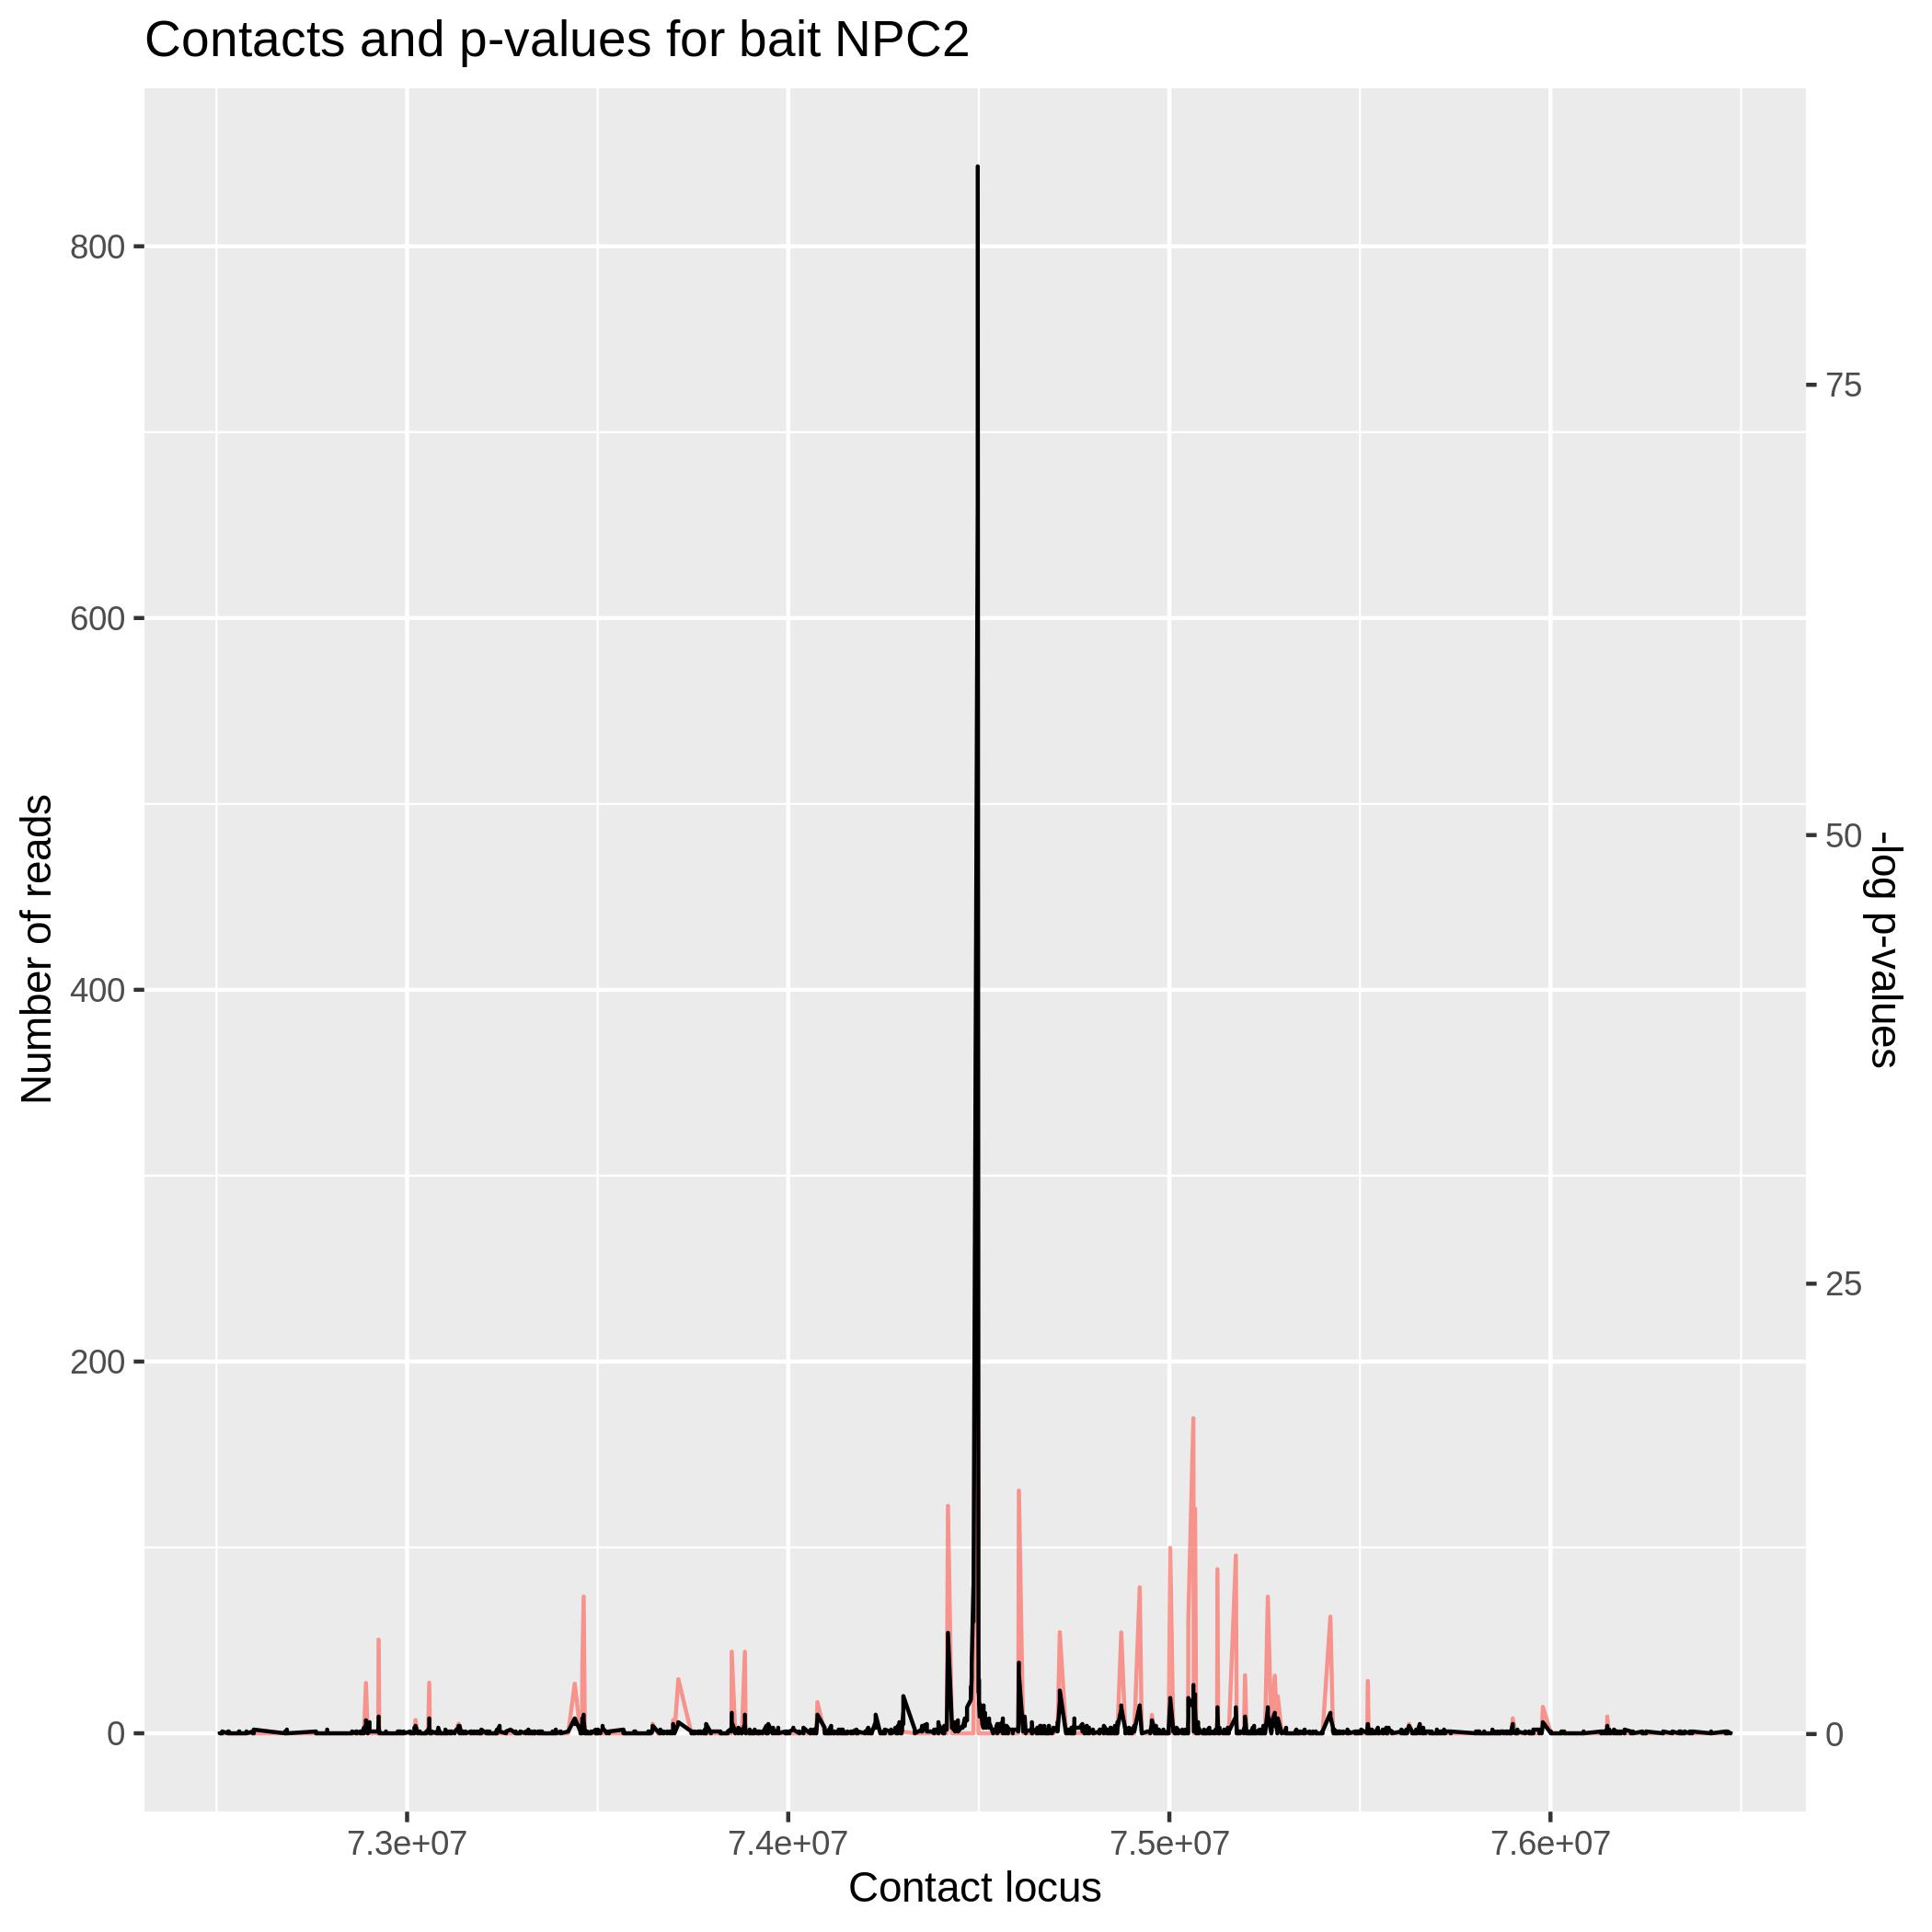 Contacts and p-values for bait NPC2
800
600
400
200
0
Number of reads
75
50
25
0
-log p-values
7.3e+07
7.4e+07
7.5e+07
7.6e+07
Contact locus